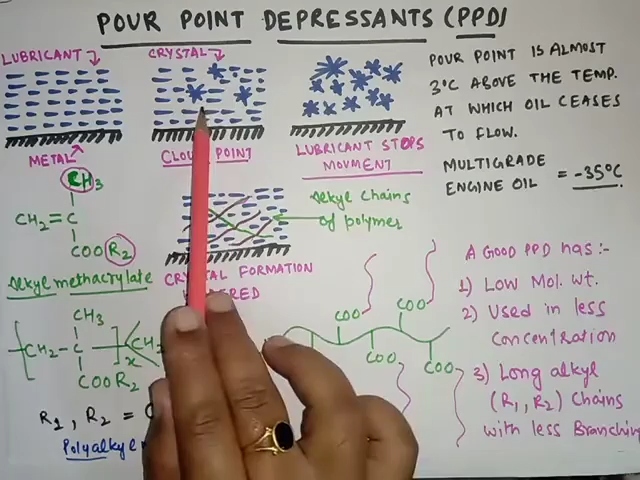 POUR POINT DEPRESSANTS (PPD)
LUBRICANT
CRYSTAL
METAL
CLOUD POINT
LUBRICANT STOPS
MOVMENT
POUR POINT IS ALMOST
3°C ABOVE THE TEMP.
AT WHICH OIL CEASES
TO FLOW.
MULTIGRADE
ENGINE OIL = -35°C.
CH3
CH2=C
COOR2
Alkyl methacrylate
Alkyl Chains
of polymer
CRYSTAL FORMATION
CH3
CH2-C
COOR2
x
CH
R1, R2 =
Polyalkyl
COO
COO
COO
COO
A GOOD PPD has :-
1) Low Mol. wt.
2) Used in less
Concentration
3) Long alkyl
(R1, R2) Chains
with less Branching